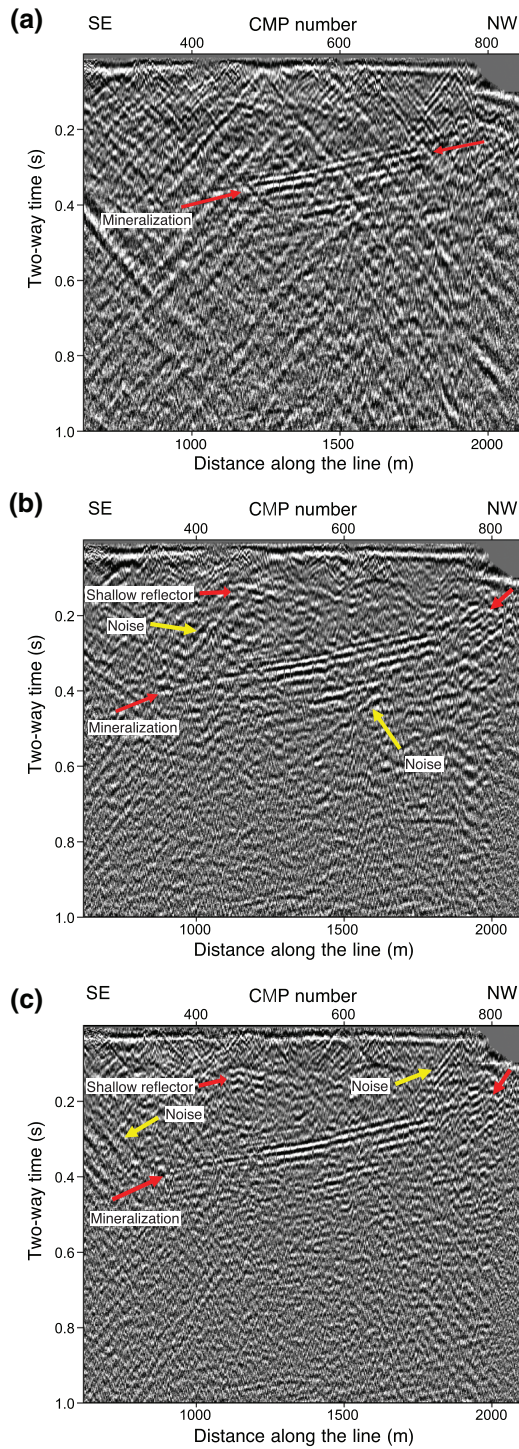 (a)
SE CMP number NW
400 600 800
Two-way time (s)
0.2
0.4
0.6
0.8
1.0
Mineralization
1000 1500 2000
Distance along the line (m)
(b)
SE CMP number NW
400 600 800
Two-way time (s)
0.2
0.4
0.6
0.8
1.0
Shallow reflector
Noise
Mineralization
Noise
1000 1500 2000
Distance along the line (m)
(c)
SE CMP number NW
400 600 800
Two-way time (s)
0.2
0.4
0.6
0.8
1.0
Shallow reflector
Noise
Noise
Mineralization
1000 1500 2000
Distance along the line (m)